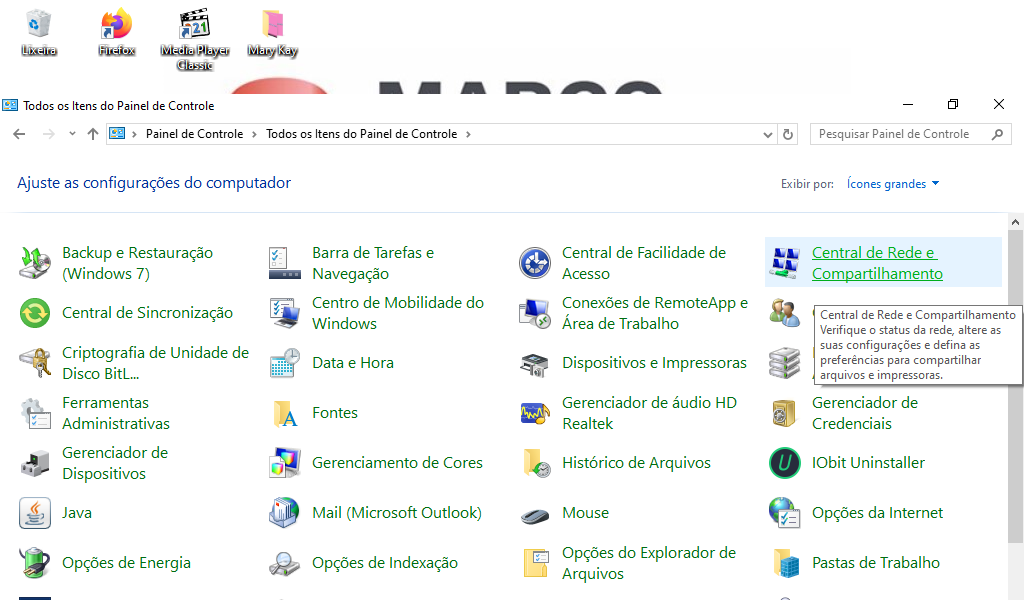 Lixeira
Firefox
Media Player
Classic
Mary Kay
Todos os Itens do Painel de Controle
Painel de Controle
Todos os Itens do Painel de Controle
Pesquisar Painel de Controle
Ajuste as configurações do computador
Exibir por:
Ícones grandes
Backup e Restauração
(Windows 7)
Barra de Tarefas e
Navegação
Central de Facilidade de
Acesso
Central de Rede e
Compartilhamento
Central de Sincronização
Centro de Mobilidade do
Windows
Conexões de RemoteApp e
Área de Trabalho
Central de Rede e Compartilhamento
Verifique o status da rede, altere as
suas configurações e defina as
preferências para compartilhar
arquivos e impressoras.
Criptografia de Unidade de
Disco BitL...
Data e Hora
Dispositivos e Impressoras
Ferramentas
Administrativas
Fontes
Gerenciador de áudio HD
Realtek
Gerenciador de
Credenciais
Gerenciador de
Dispositivos
Gerenciamento de Cores
Histórico de Arquivos
IObit Uninstaller
Java
Mail (Microsoft Outlook)
Mouse
Opções da Internet
Opções de Energia
Opções de Indexação
Opções do Explorador de
Arquivos
Pastas de Trabalho